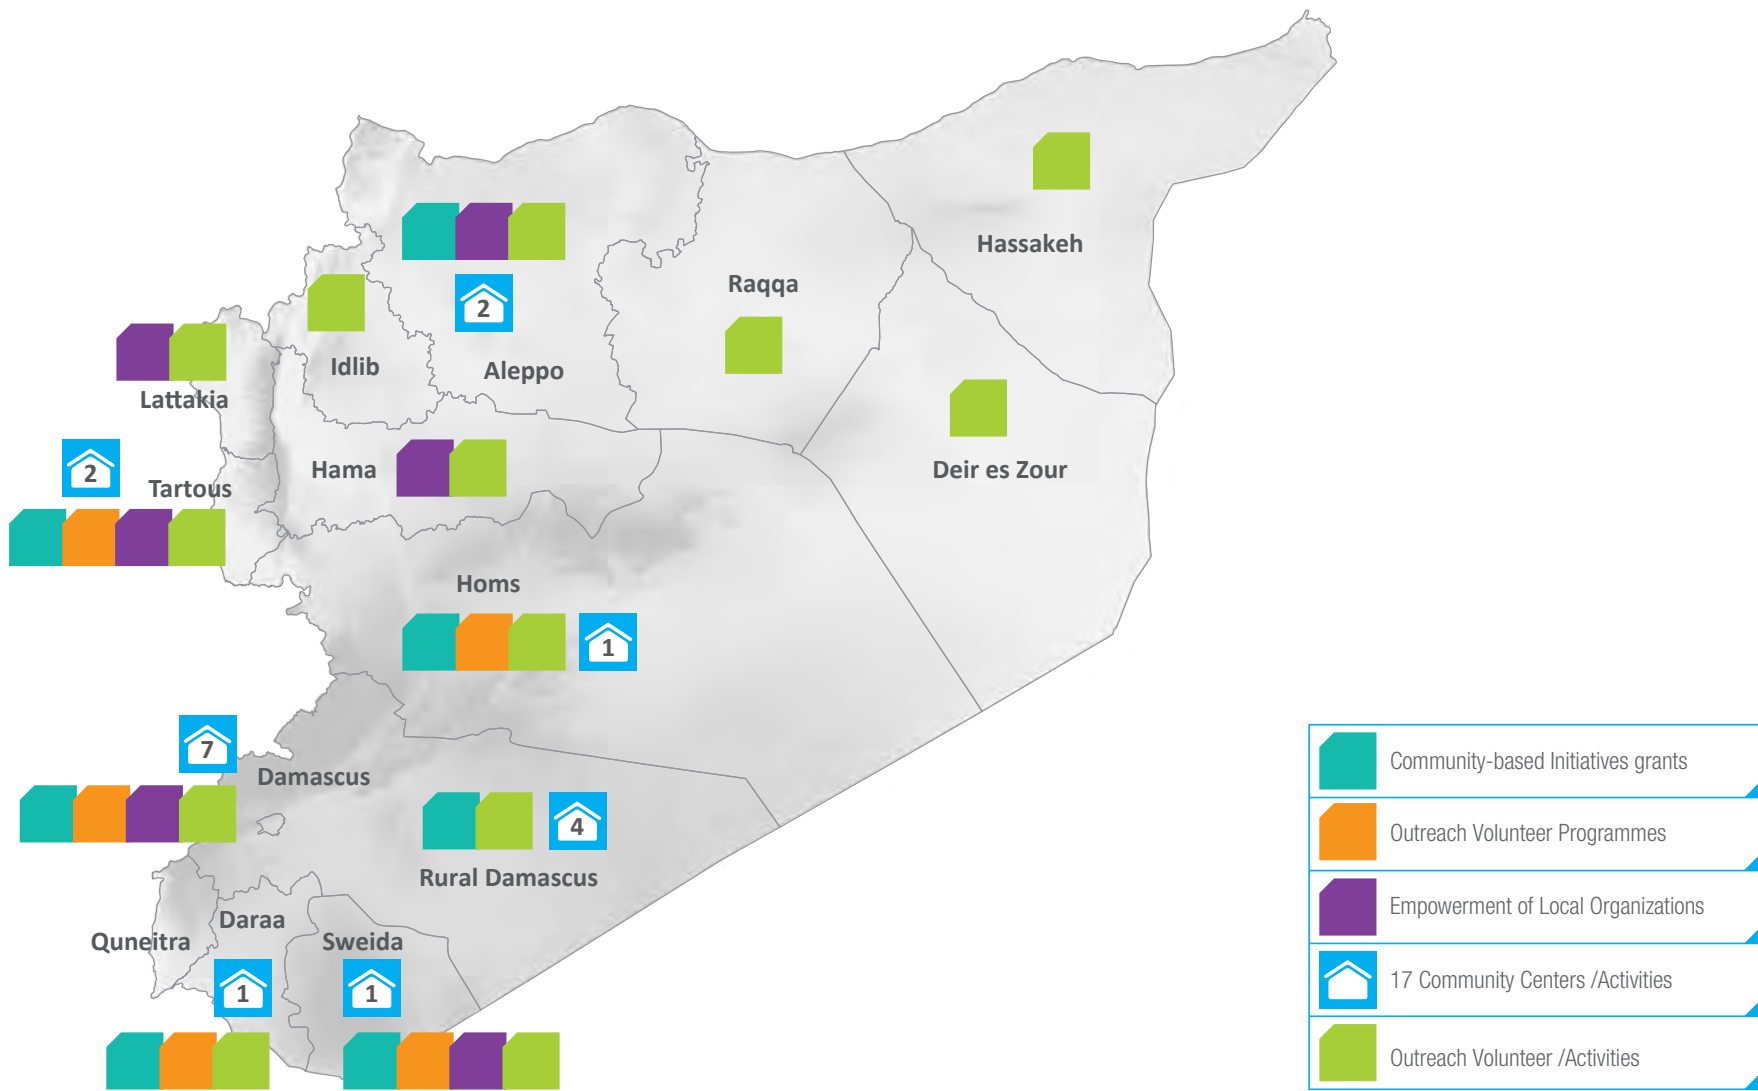 Hassakeh
Raqqa
2
Idlib
Aleppo
Lattakia
Hama
Deir es Zour
2
Tartous
Homs
1
7
Damascus
4
Rural Damascus
Daraa
Quneitra
Sweida
1
1
Community-based Initiatives grants
Outreach Volunteer Programmes
Empowerment of Local Organizations
17 Community Centers /Activities
Outreach Volunteer /Activities